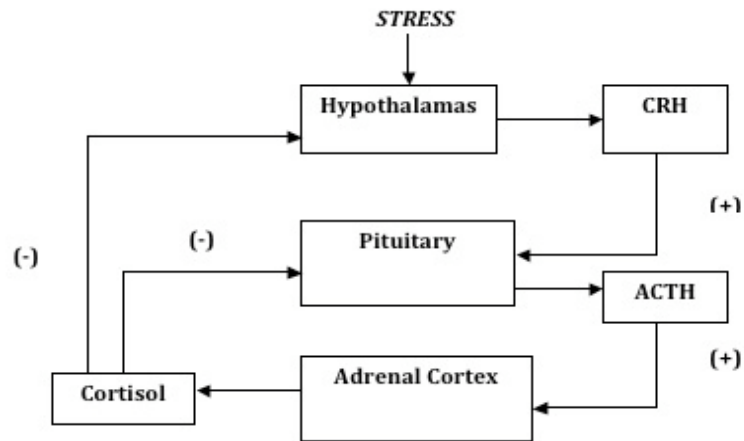 STRESS
Hypothalamas
CRH
(+)
Pituitary
(-)
(-)
ACTH
(+)
Adrenal Cortex
Cortisol